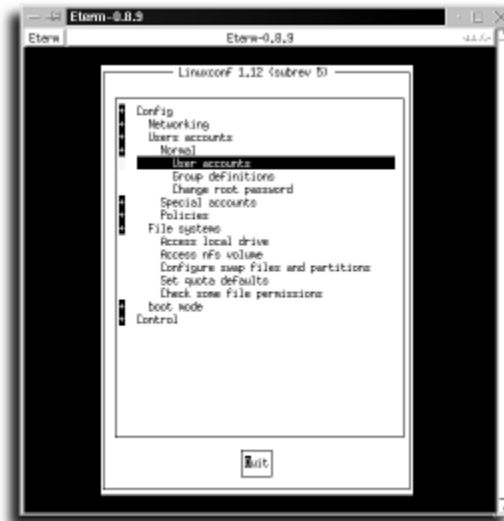 Eterm-0.8.9
Eterm Eterm-0.8.9
Linuxconf 1.12 (subrev 5)
Config
Networking
Users accounts
Normal
User accounts
Group definitions
Change root password
Special accounts
Policies
File systems
Access local drive
Access nfs volume
Configure swap files and partitions
Set quota defaults
Check some file permissions
boot mode
Control
Quit